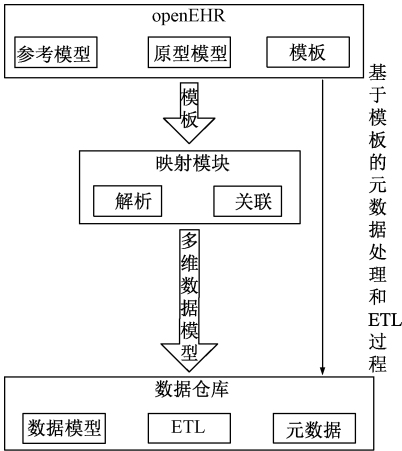 openEHR
参考模型
原型模型
模板
模板
映射模块
解析
关联
多维数据模型
基于模板的元数据处理和ETL过程
数据仓库
数据模型
ETL
元数据